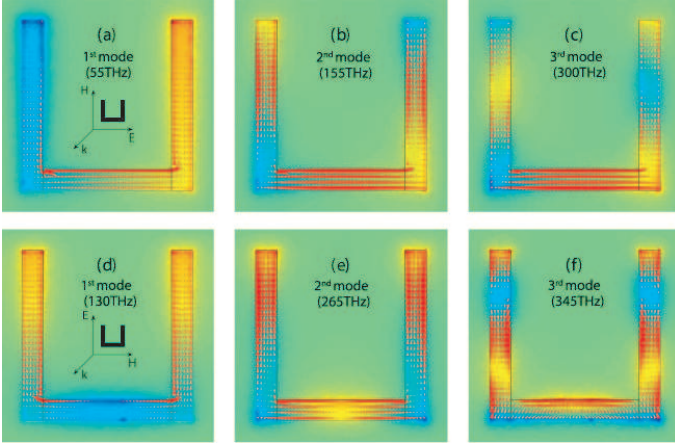 (a)
1st mode
(55THz)
H
E
k
(b)
2nd mode
(155THz)
(c)
3rd mode
(300THz)
(d)
1st mode
(130THz)
E
H
k
(e)
2nd mode
(265THz)
(f)
3rd mode
(345THz)